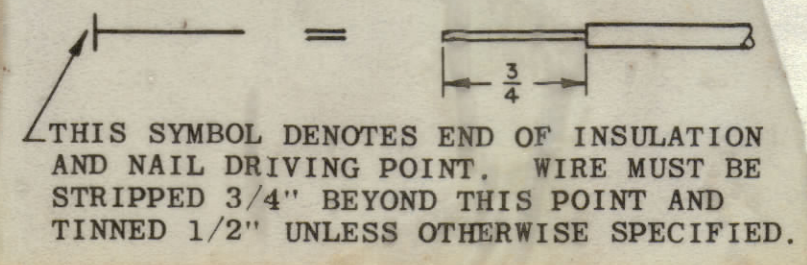 =
3
4
THIS SYMBOL DENOTES END OF INSULATION
AND NAIL DRIVING POINT. WIRE MUST BE
STRIPPED 3/4" BEYOND THIS POINT AND
TINNED 1/2" UNLESS OTHERWISE SPECIFIED.